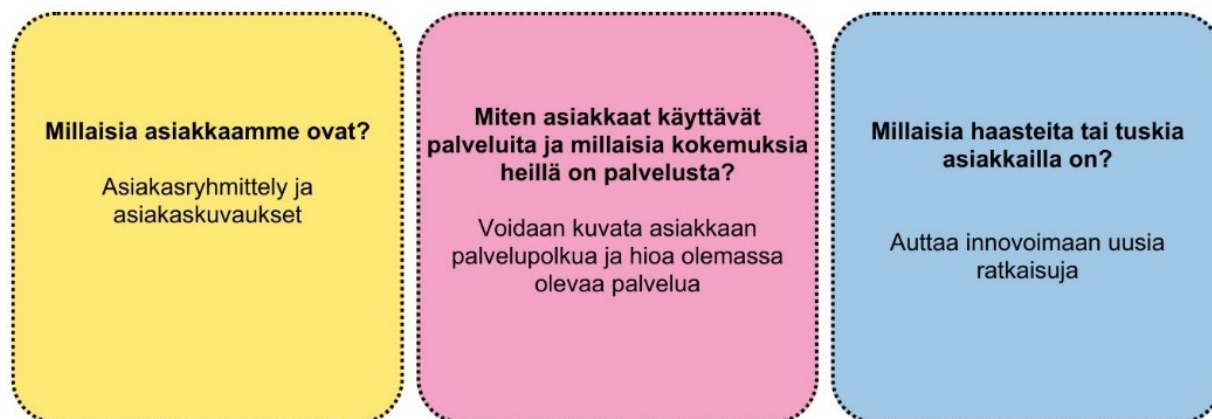 Millaisia asiakkaamme ovat?
Asiakasryhmittely ja
asiakaskuvaukset
Miten asiakkaat käyttävät
palveluita ja millaisia kokemuksia
heillä on palvelusta?
Voidaan kuvata asiakkaan
palvelupolkua ja hioa olemassa
olevaa palvelua
Millaisia haasteita tai tuskia
asiakkailla on?
Auttaa innovoimaan uusia
ratkaisuja